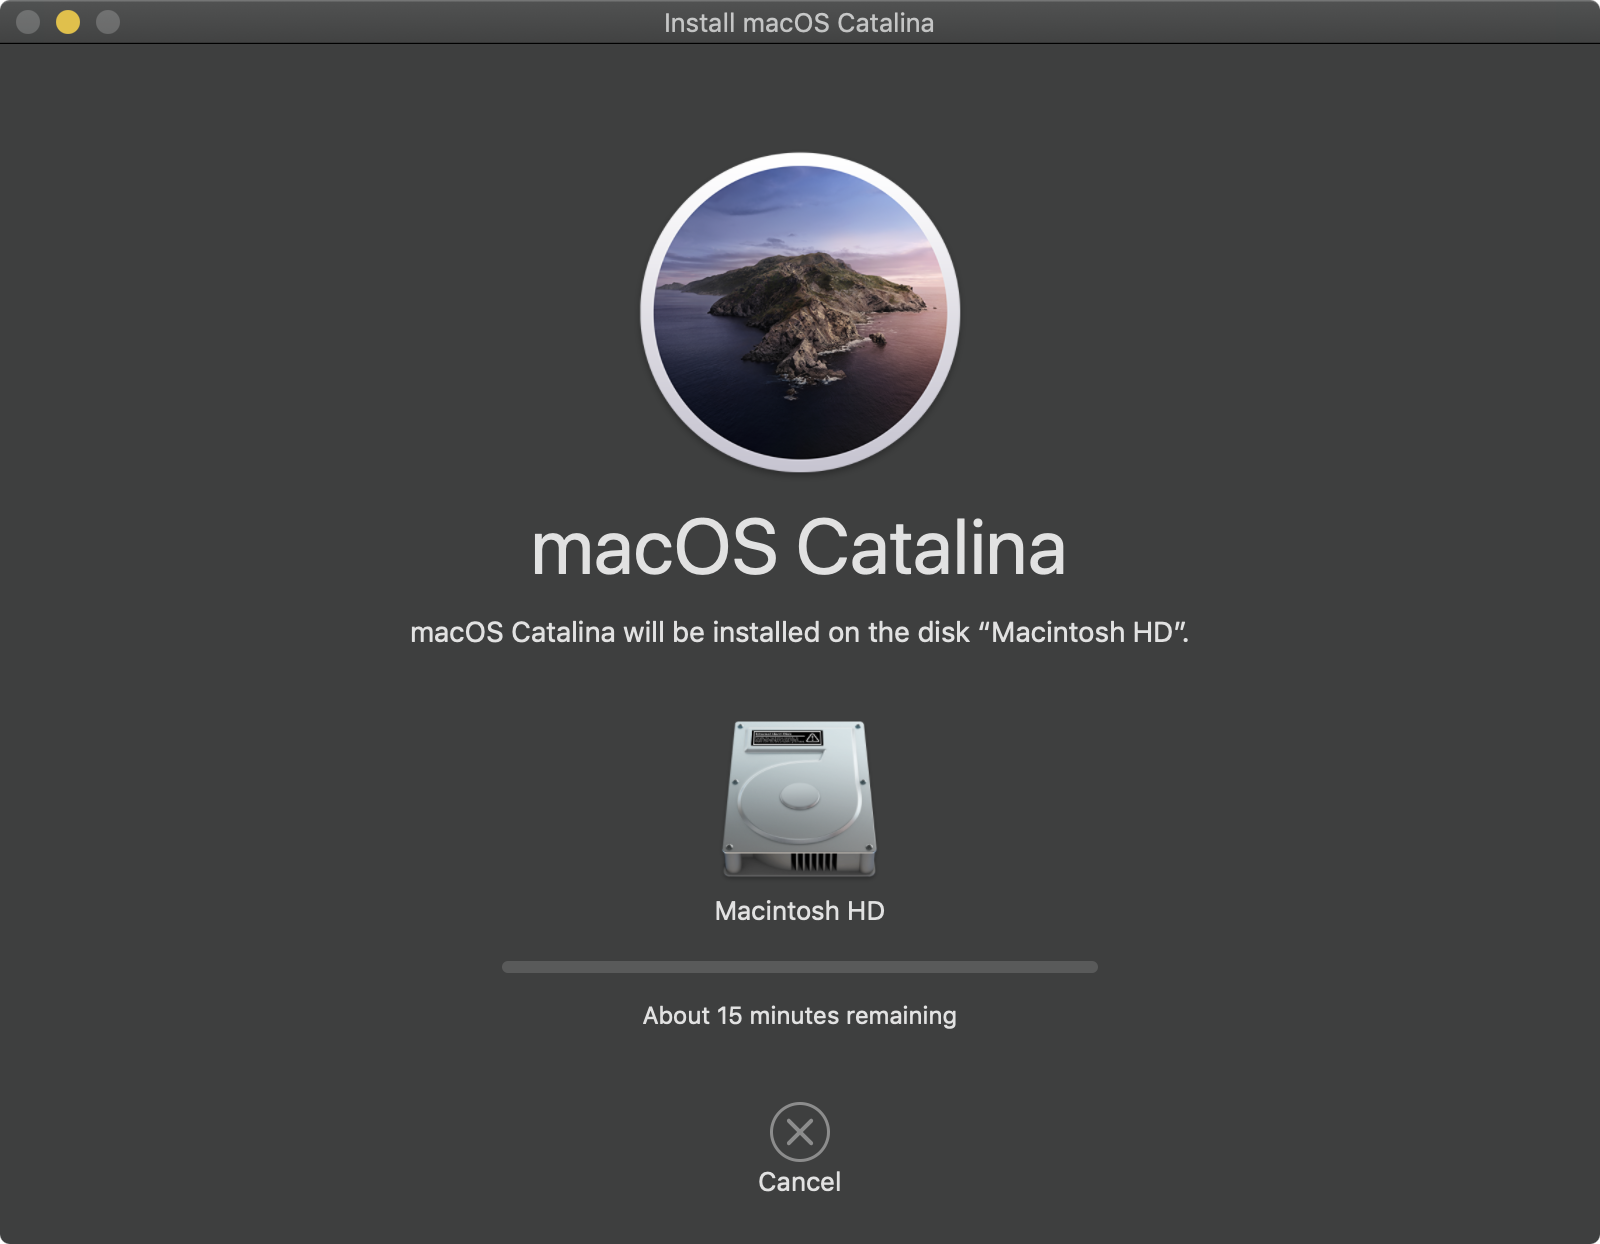 Install macOS Catalina
macOS Catalina
macOS Catalina will be installed on the disk “Macintosh HD”.
Macintosh HD
About 15 minutes remaining
Cancel